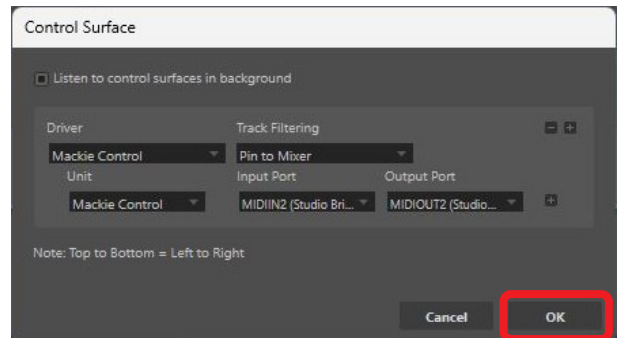 Control Surface
Listen to control surfaces in background
Driver Track Filtering
Mackie Control Pin to Mixer
Unit Input Port Output Port
Mackie Control MIDIIN2 (Studio Bri... MIDIOUT2 (Studio...
Note: Top to Bottom = Left to Right
Cancel OK